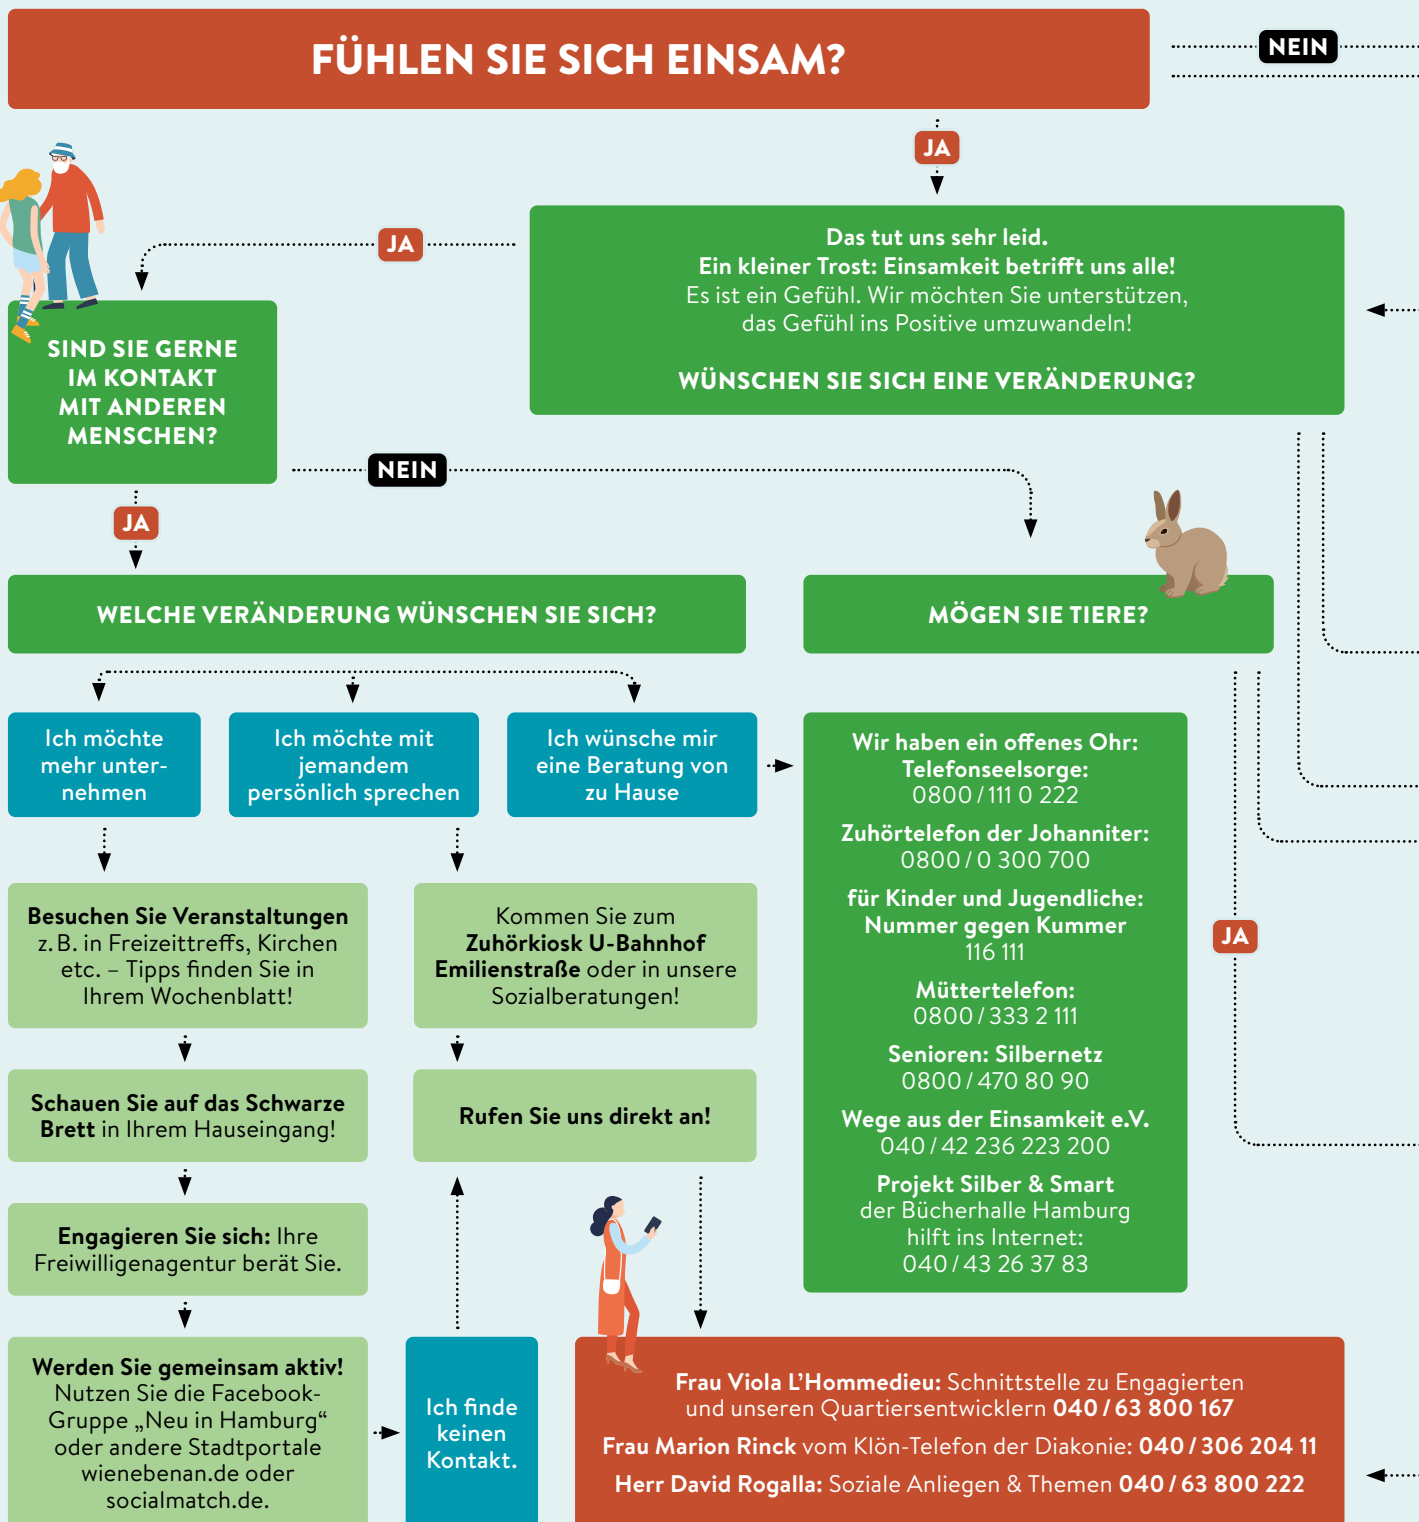 FÜHLEN SIE SICH EINSAM?
NEIN
JA
Das tut uns sehr leid.
Ein kleiner Trost: Einsamkeit betrifft uns alle!
Es ist ein Gefühl. Wir möchten Sie unterstützen,
das Gefühl ins Positive umzuwandeln!
WÜNSCHEN SIE SICH EINE VERÄNDERUNG?
JA
SIND SIE GERNE
IM KONTAKT
MIT ANDEREN
MENSCHEN?
NEIN
JA
WELCHE VERÄNDERUNG WÜNSCHEN SIE SICH?
MÖGEN SIE TIERE?
Ich möchte
mehr unter-
nehmen
Ich möchte mit
jemandem
persönlich sprechen
Ich wünsche mir
eine Beratung von
zu Hause
Wir haben ein offenes Ohr:
Telefonseelsorge:
0800 / 111 0 222
Zuhörtelefon der Johanniter:
0800 / 0 300 700
für Kinder und Jugendliche:
Nummer gegen Kummer
116 111
Müttertelefon:
0800 / 333 2 111
Senioren: Silbernetz
0800 / 470 80 90
Wege aus der Einsamkeit e.V.
040 / 42 236 223 200
Projekt Silber & Smart
der Bücherhalle Hamburg
hilft ins Internet:
040 / 43 26 37 83
JA
Besuchen Sie Veranstaltungen
z. B. in Freizeittreffs, Kirchen
etc. – Tipps finden Sie in
Ihrem Wochenblatt!
Kommen Sie zum
Zuhörkiosk U-Bahnhof
Emilienstraße oder in unsere
Sozialberatungen!
Schauen Sie auf das Schwarze
Brett in Ihrem Hauseingang!
Rufen Sie uns direkt an!
Engagieren Sie sich: Ihre
Freiwilligenagentur berät Sie.
Werden Sie gemeinsam aktiv!
Nutzen Sie die Facebook-
Gruppe „Neu in Hamburg“
oder andere Stadtportale
wienebenan.de oder
socialmatch.de.
Ich finde
keinen
Kontakt.
Frau Viola L’Hommedieu: Schnittstelle zu Engagierten
und unseren Quartiersentwicklern 040 / 63 800 167
Frau Marion Rinck vom Klön-Telefon der Diakonie: 040 / 306 204 11
Herr David Rogalla: Soziale Anliegen & Themen 040 / 63 800 222